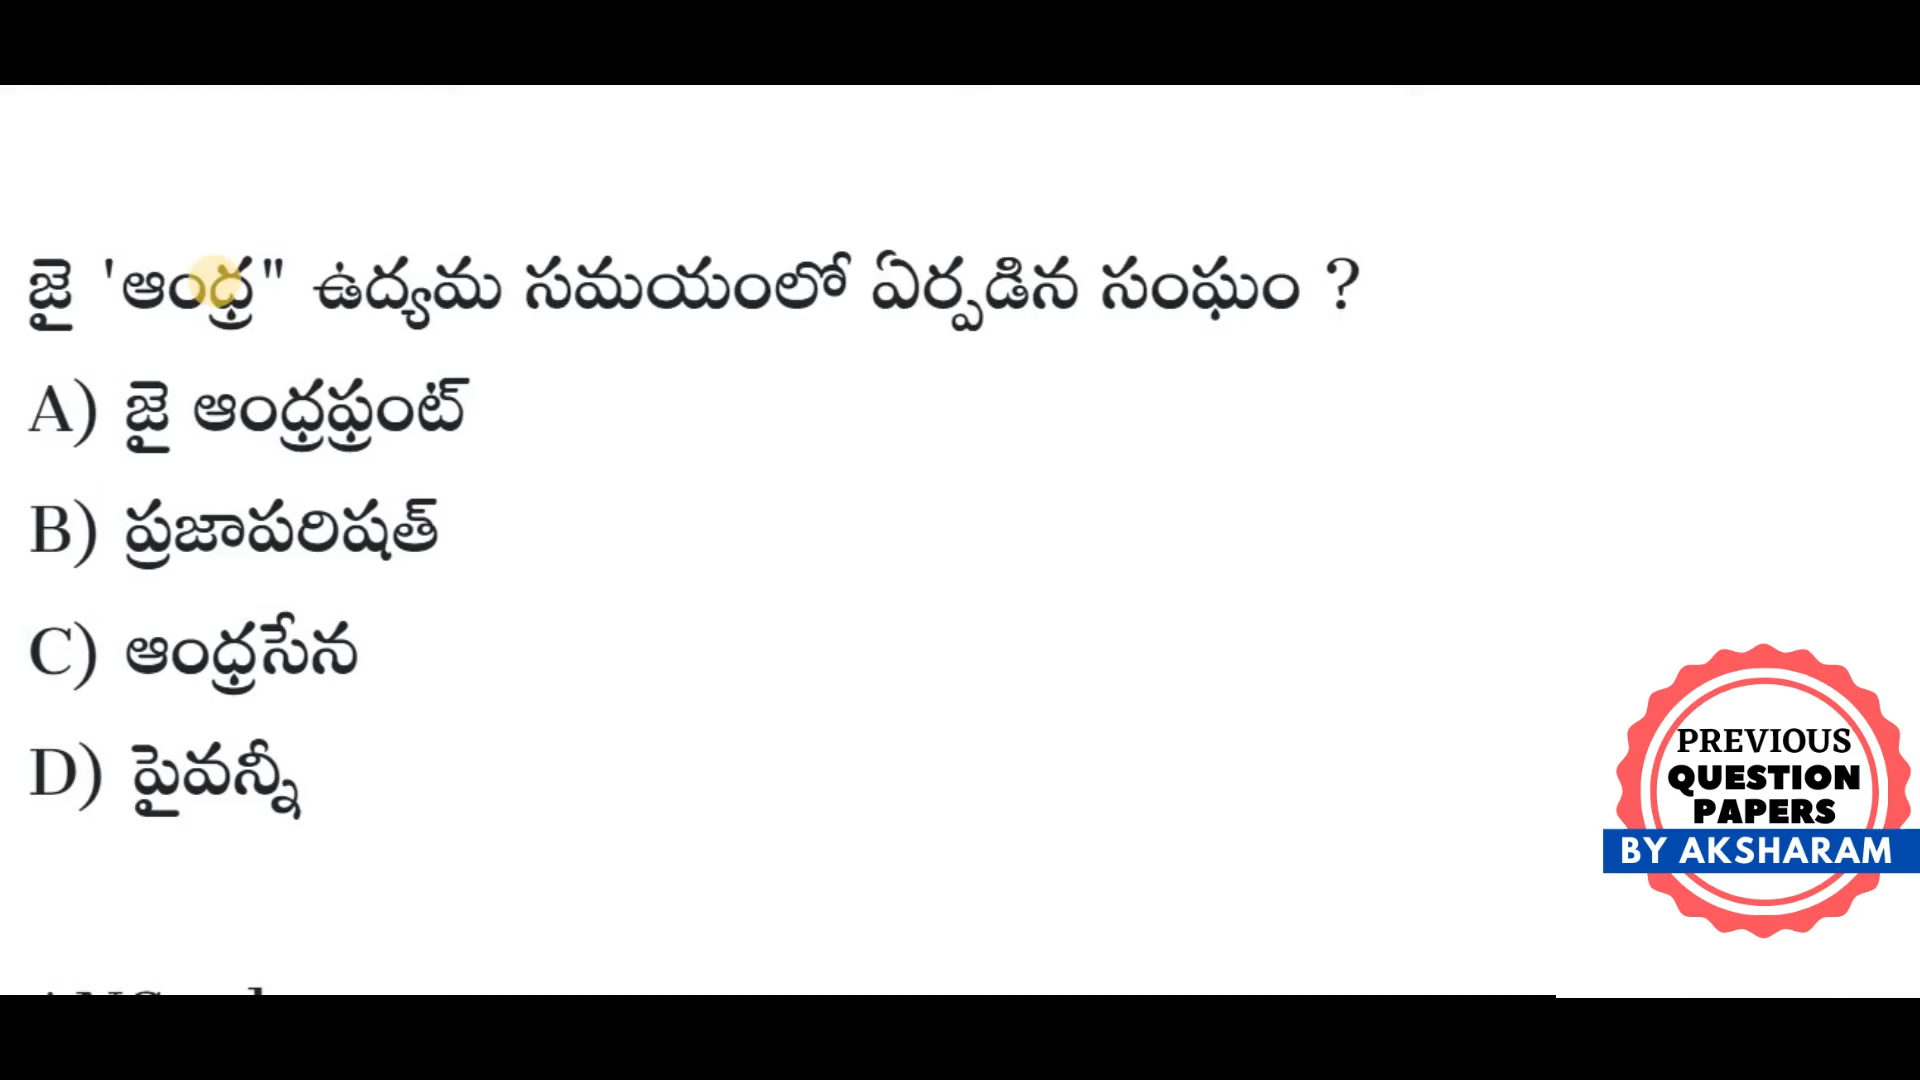 జై 'ఆంధ్ర" ఉద్యమ సమయంలో ఏర్పడిన సంఘం ?
A) జై ఆంధ్రఫ్రంట్
B) ప్రజాపరిషత్
C) ఆంధ్రసేన
D) పైవన్నీ
PREVIOUS
QUESTION
PAPERS
BY AKSHARAM